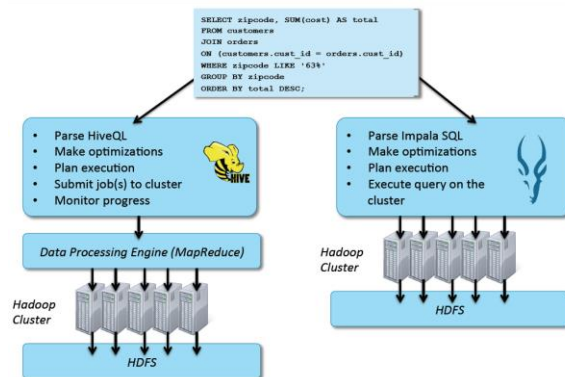 SELECT zipcode, SUM(cost) AS total
FROM customers
JOIN orders
ON (customers.cust_id = orders.cust_id)
WHERE zipcode LIKE '63%'
GROUP BY zipcode
ORDER BY total DESC;
• Parse HiveQL
• Make optimizations
• Plan execution
• Submit job(s) to cluster
• Monitor progress
HIVE
Data Processing Engine (MapReduce)
Hadoop
Cluster
HDFS
• Parse Impala SQL
• Make optimizations
• Plan execution
• Execute query on the
cluster
Hadoop
Cluster
HDFS